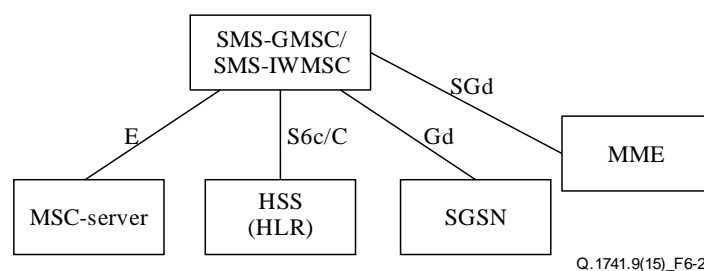 SMS-GMSC/
SMS-IWMSC
SGd
E
S6c/C
Gd
MME
MSC-server
HSS
(HLR)
SGSN
Q.1741.9(15)_F6-2